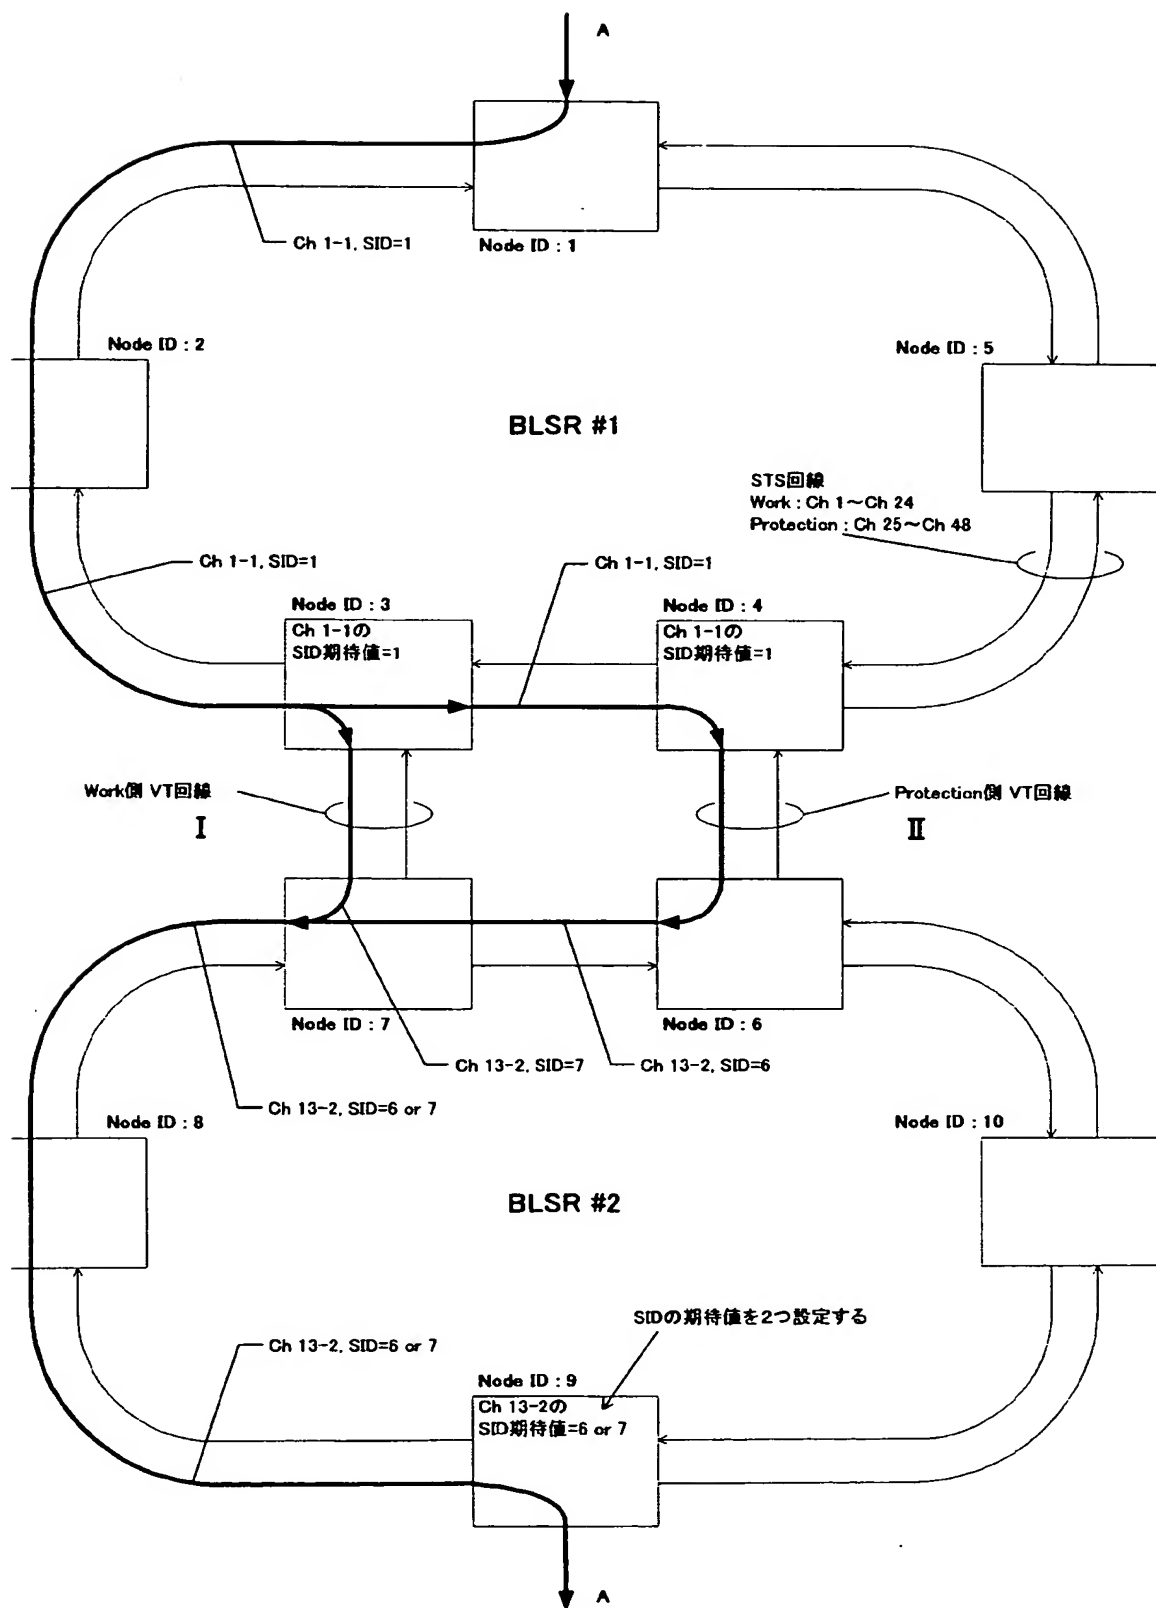 A
Ch 1-1, SID=1
Node ID : 1
Node ID : 2
Node ID : 5
BLSR #1
STS回線
Work : Ch 1～Ch 24
Protection : Ch 25～Ch 48
Ch 1-1, SID=1
Ch 1-1, SID=1
Node ID : 3
Ch 1-1の
SID期待値=1
Node ID : 4
Ch 1-1の
SID期待値=1
Work側 VT回線
I
Protection側 VT回線
II
Node ID : 7
Node ID : 6
Ch 13-2, SID=7
Ch 13-2, SID=6
Ch 13-2, SID=6 or 7
Node ID : 8
Node ID : 10
BLSR #2
SIDの期待値を2つ設定する
Ch 13-2, SID=6 or 7
Node ID : 9
Ch 13-2の
SID期待値=6 or 7
A